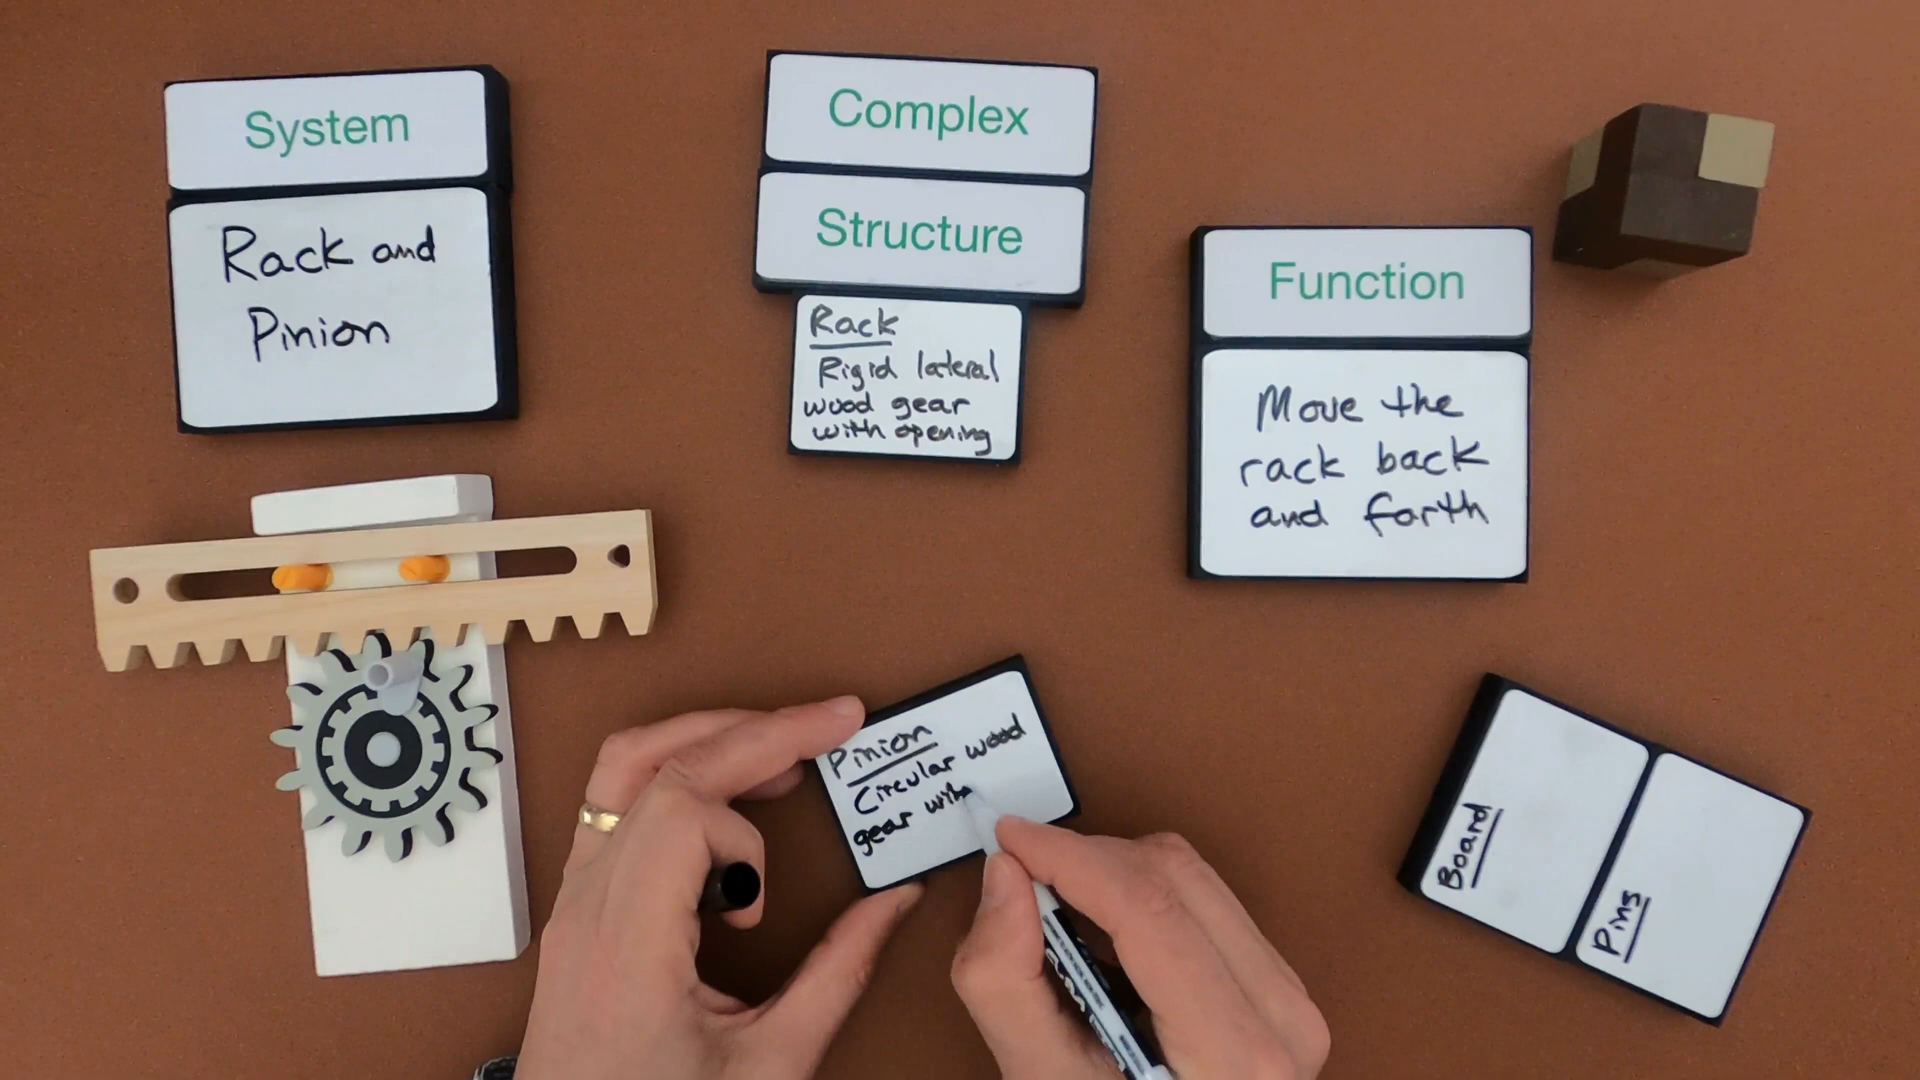 System
Rack and
Pinion
Complex
Structure
Rack
Rigid lateral
wood gear
with opening
Function
Move the
rack back
and forth
Pinion
Circular wood
gear with
Board
Pins